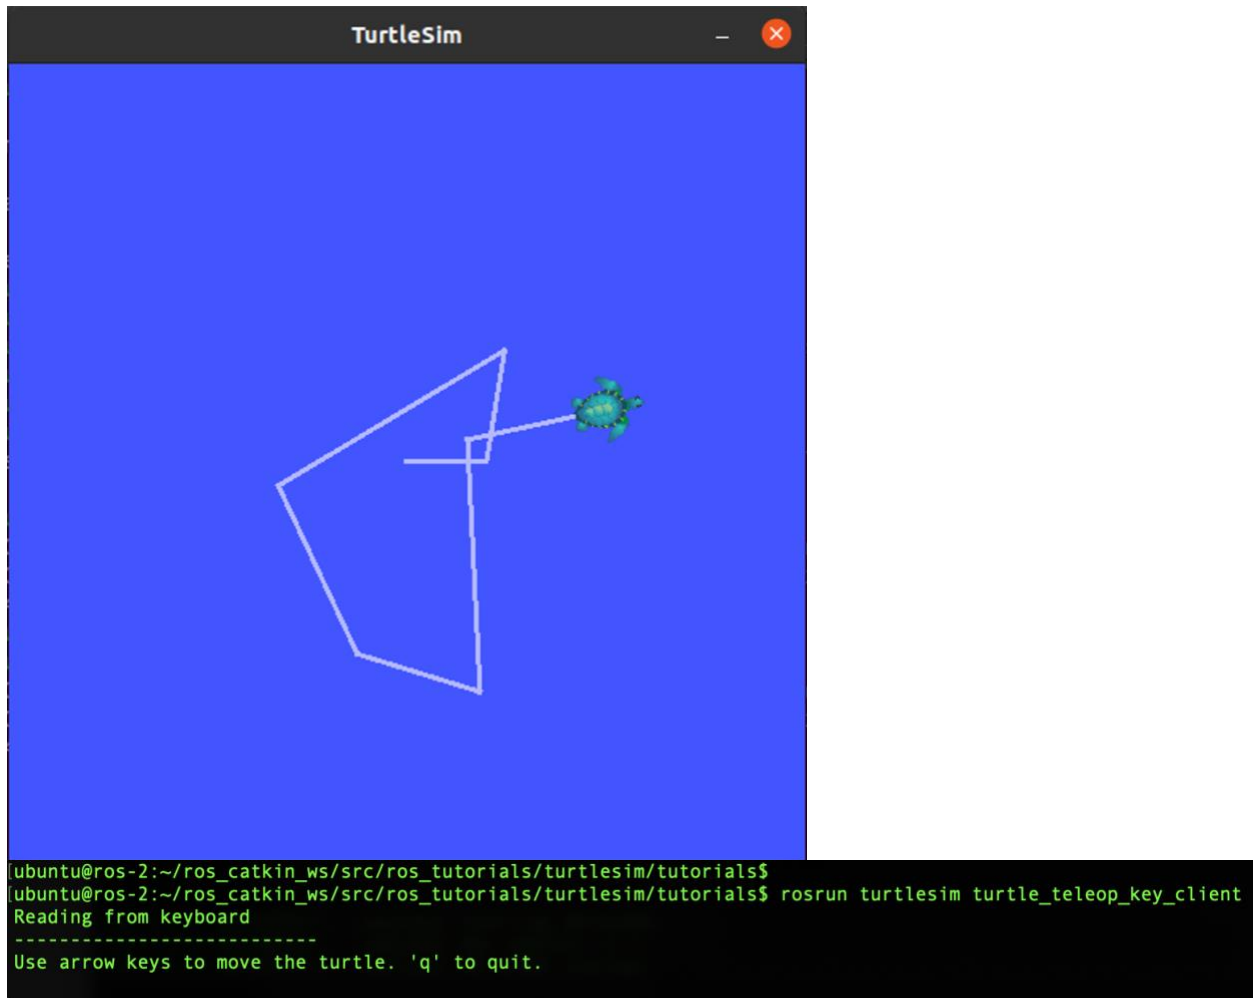 TurtleSim
[ubuntu@ros-2:~/ros_catkin_ws/src/ros_tutorials/turtlesim/tutorials$
[ubuntu@ros-2:~/ros_catkin_ws/src/ros_tutorials/turtlesim/tutorials$ rosrun turtlesim turtle_teleop_key_client
Reading from keyboard
---------------------------
Use arrow keys to move the turtle. 'q' to quit.